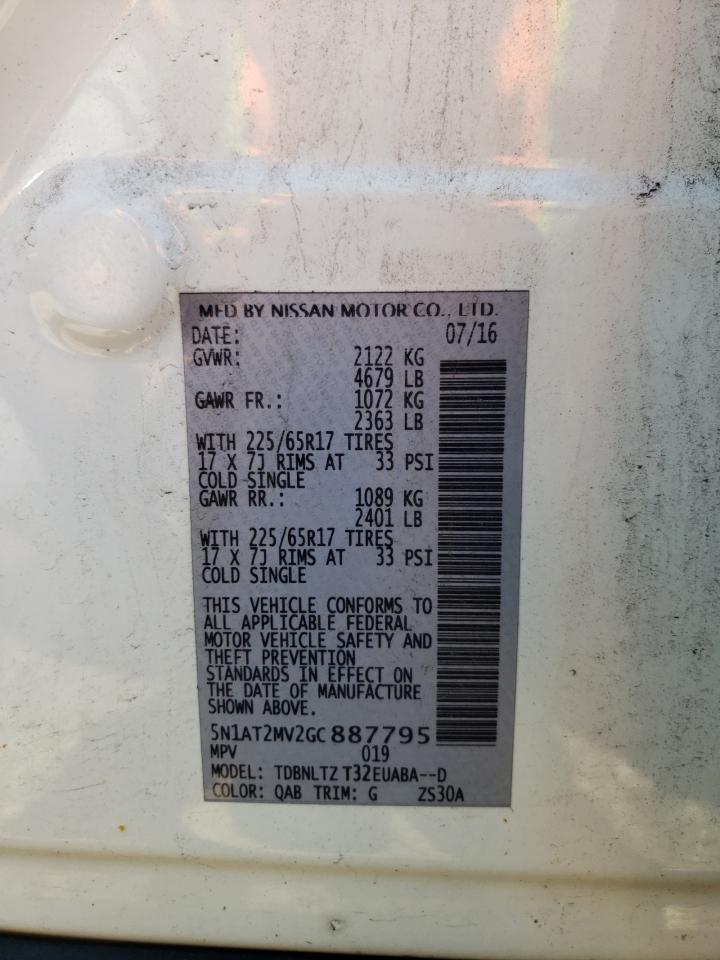 MFD BY NISSAN MOTOR CO., LTD.
DATE: 07/16
GVWR: 2122 KG
4679 LB
GAWR FR.: 1072 KG
2363 LB
WITH 225/65R17 TIRES
17 X 7J RIMS AT 33 PSI
COLD SINGLE
GAWR RR.: 1089 KG
2401 LB
WITH 225/65R17 TIRES
17 X 7J RIMS AT 33 PSI
COLD SINGLE
THIS VEHICLE CONFORMS TO
ALL APPLICABLE FEDERAL
MOTOR VEHICLE SAFETY AND
THEFT PREVENTION
STANDARDS IN EFFECT ON
THE DATE OF MANUFACTURE
SHOWN ABOVE.
5N1AT2MV2GC887795
MPV 019
MODEL: TDBNLTZ T32EUABA--D
COLOR: QAB TRIM: G ZS30A